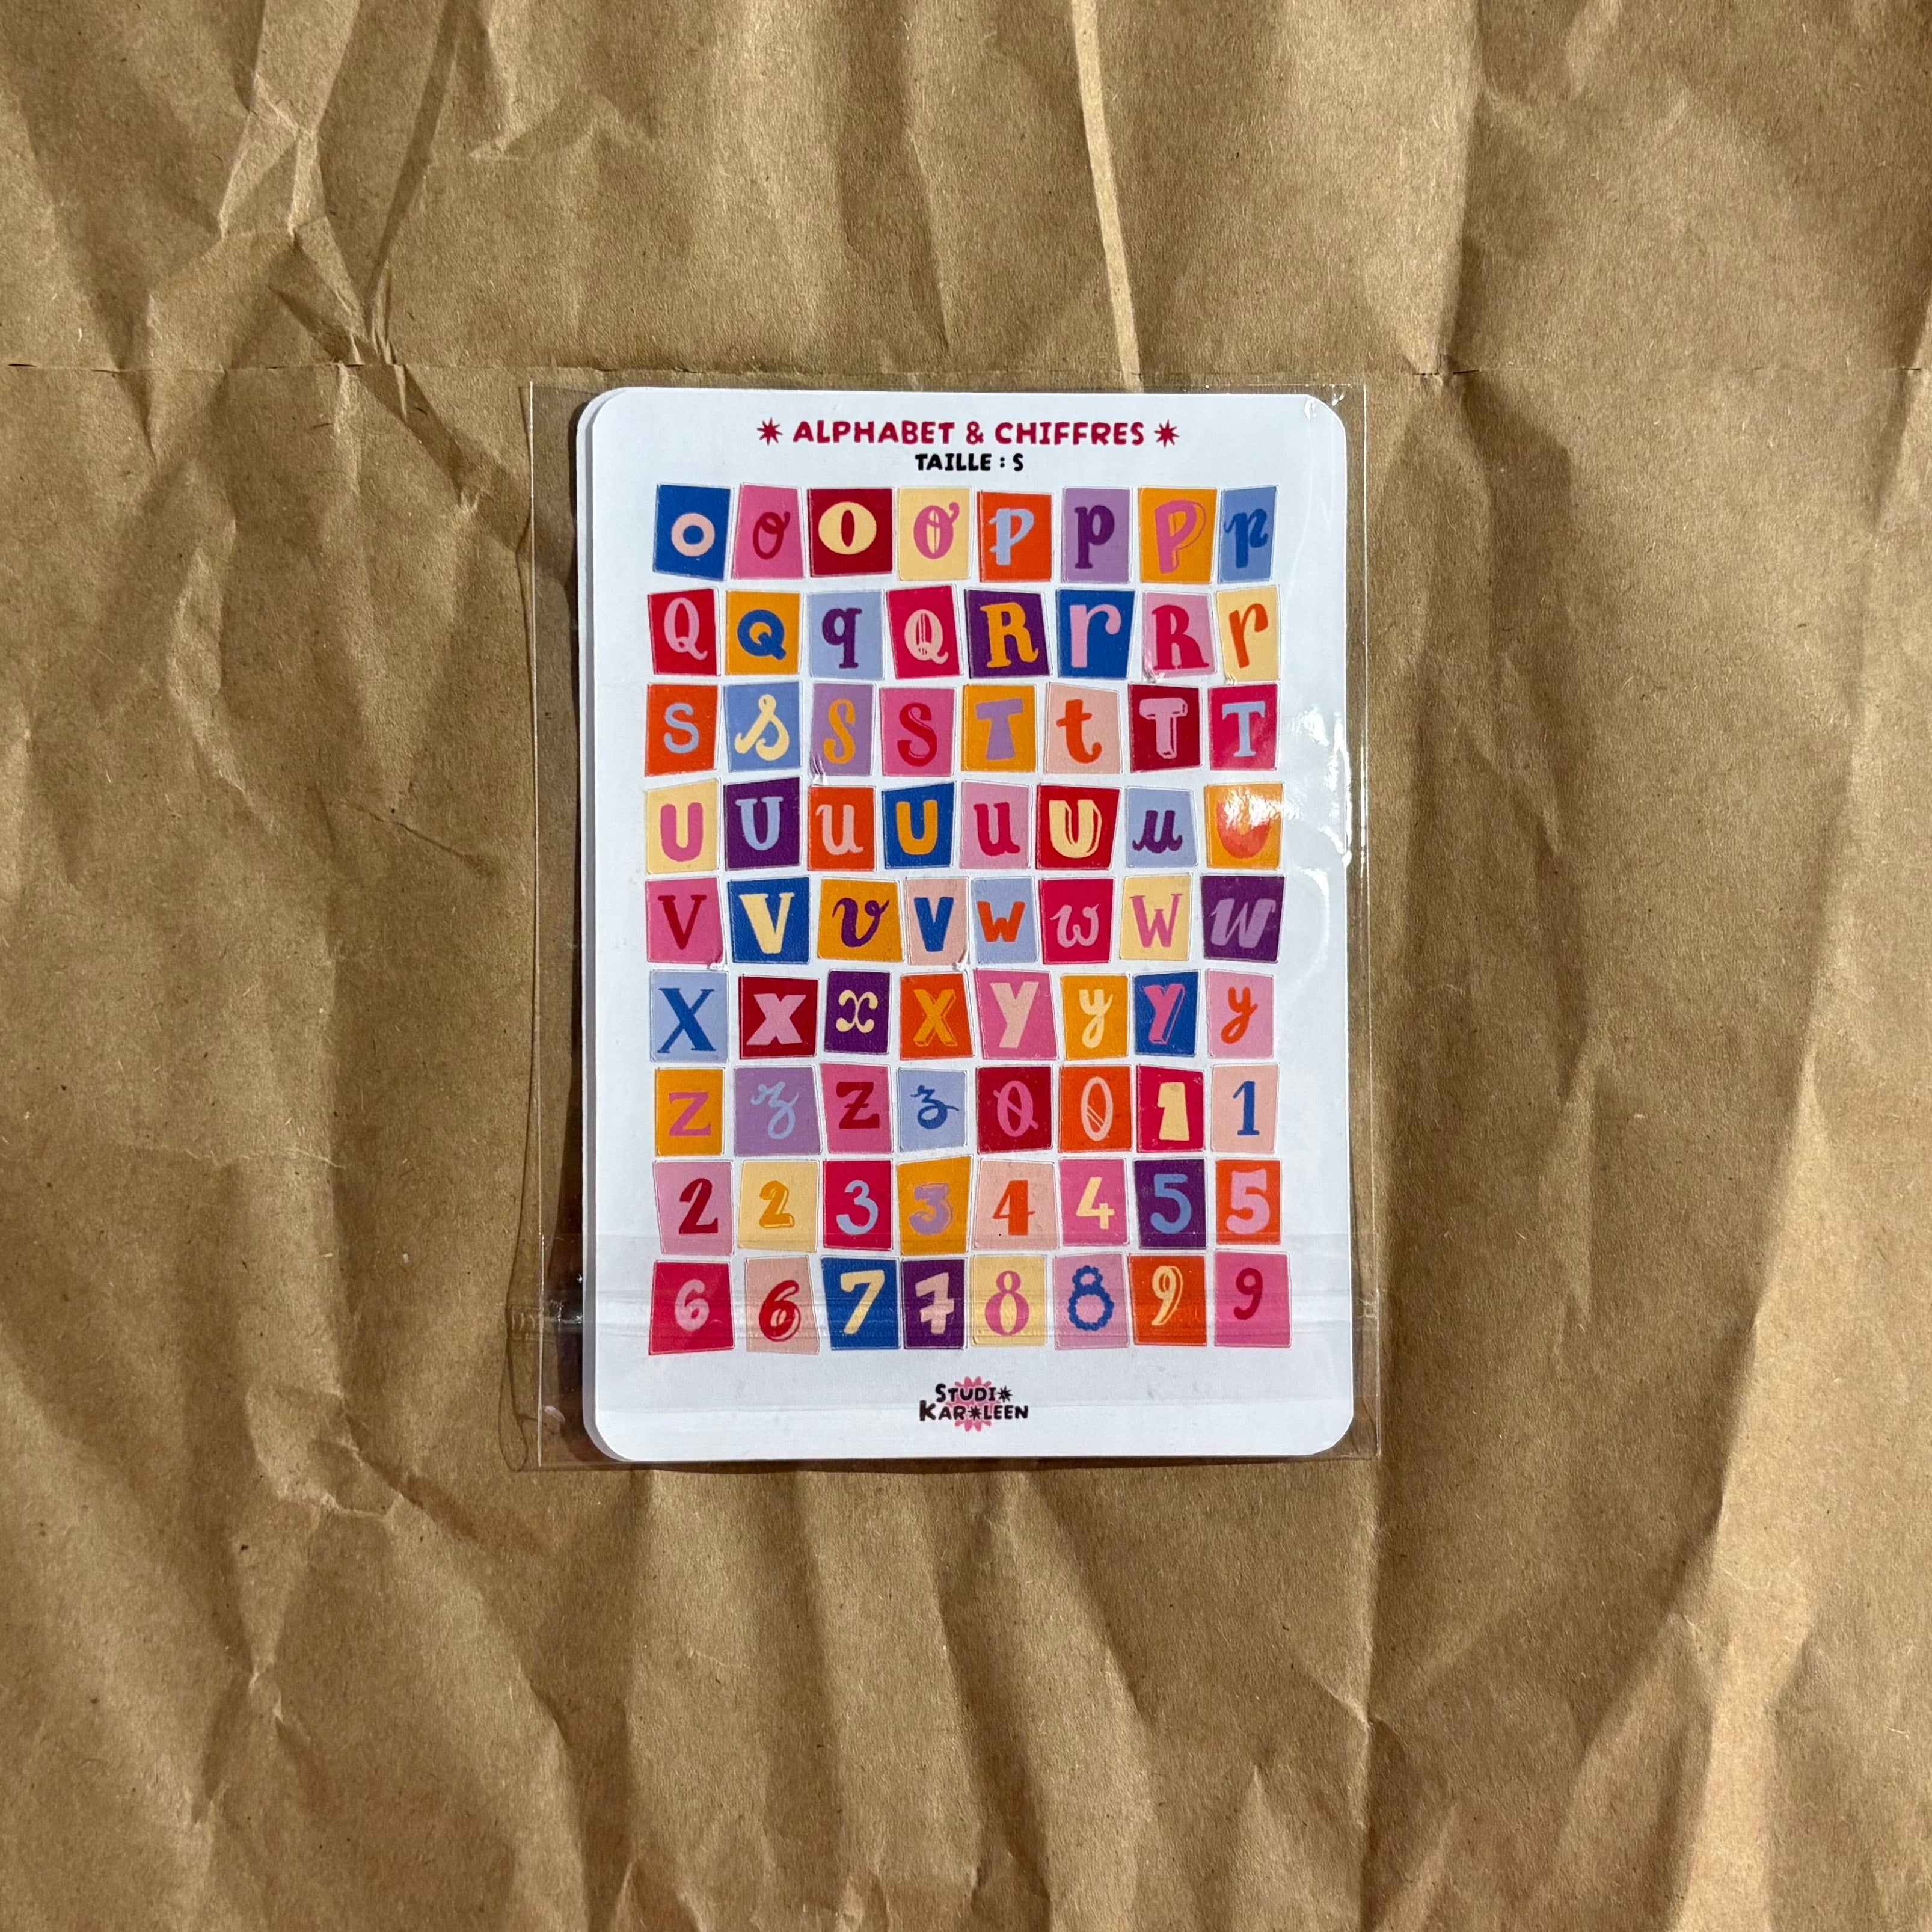 ALPHABET & CHIFFRES
TAILLE : S
o o O O p p P p
Q Q q Q R r R r
S s S S T t T T
U U u U u U u U
V V v V w w W W
X x x X Y y Y y
Z z Z z 0 0 1 1
2 2 3 3 4 4 5 5
6 6 7 7 8 8 9 9
STUDIO
KAROLEEN